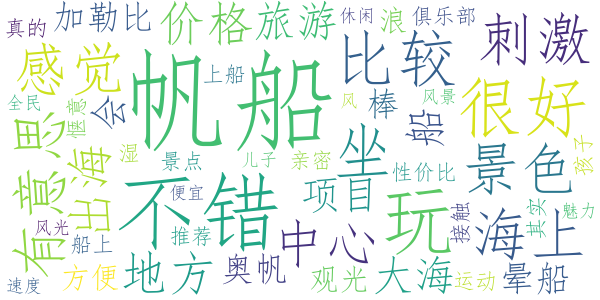 真的
加勒比
价格
旅游
休闲
浪
俱乐部
刺激
感觉
会
上船
帆船
比较
棒
船
风
风景
很好
全民
惬意
有意思
出海
湿
景点
儿子
亲密
坐
项目
性价比
景色
孩子
不错
便宜
玩
接触
海上
其实
魅力
风光
船上
推荐
中心
速度
方便
地方
奥帆
观光
大海
运动
晕船